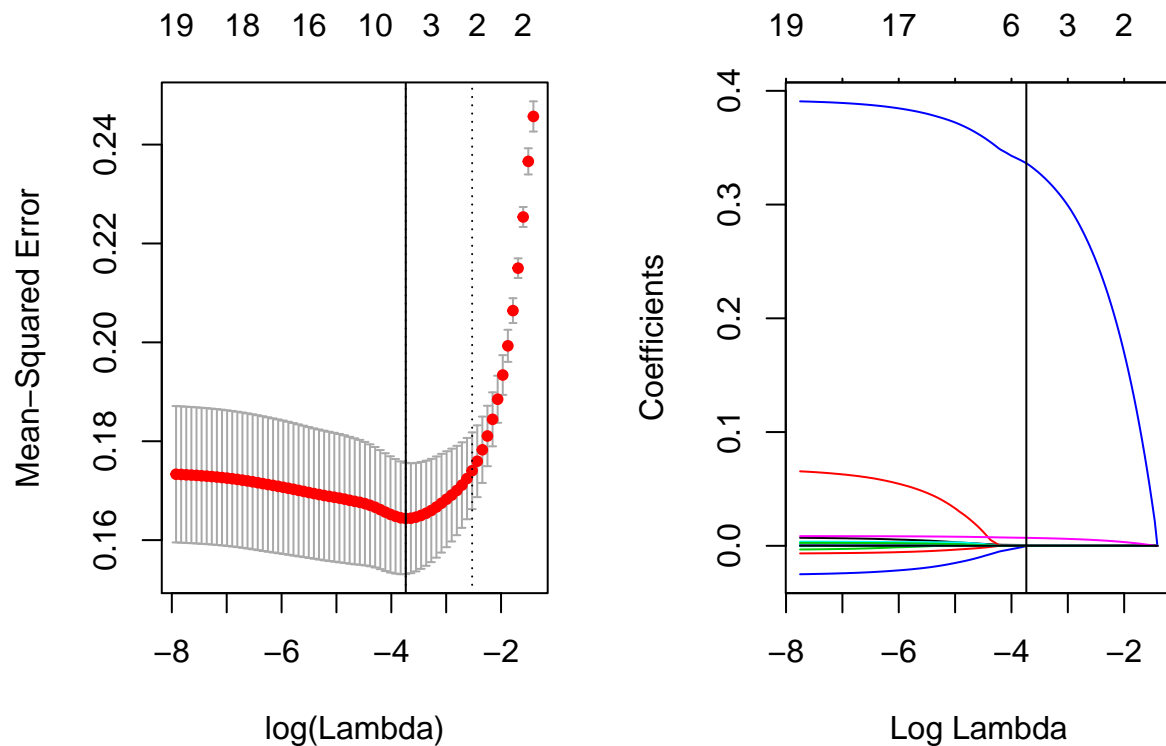 19 18 16 10 3 2 2
Mean−Squared Error
0.24
0.22
0.20
0.18
0.16
−8 −6 −4 −2
log(Lambda)
19 17 6 3 2
Coefficients
0.4
0.3
0.2
0.1
0.0
−8 −6 −4 −2
Log Lambda